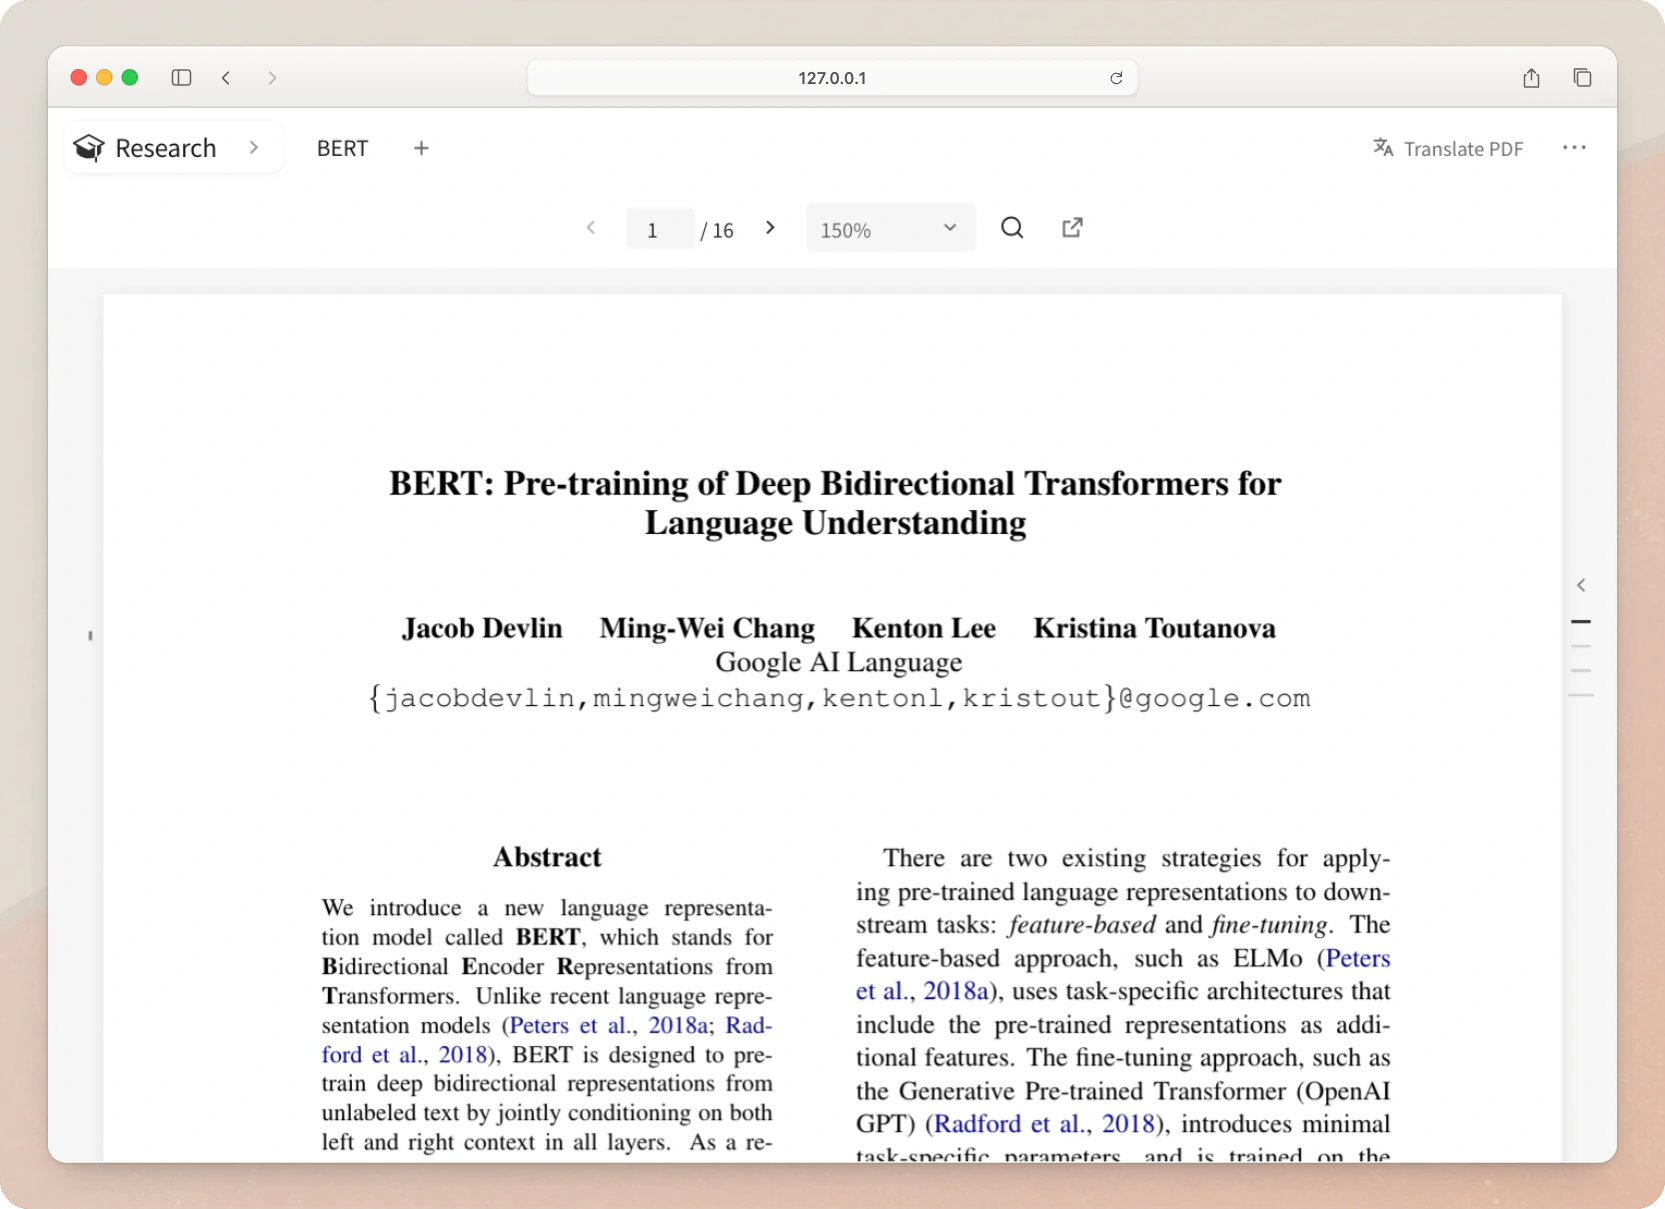 127.0.0.1
Research
BERT
Translate PDF
1 / 16
150%
BERT: Pre-training of Deep Bidirectional Transformers for
Language Understanding
Jacob Devlin Ming-Wei Chang Kenton Lee Kristina Toutanova
Google AI Language
{jacobdevlin,mingweichang,kentonl,kristout}@google.com
Abstract
We introduce a new language representa-
tion model called BERT, which stands for
Bidirectional Encoder Representations from
Transformers. Unlike recent language repre-
sentation models (Peters et al., 2018a; Rad-
ford et al., 2018), BERT is designed to pre-
train deep bidirectional representations from
unlabeled text by jointly conditioning on both
left and right context in all layers. As a re-
There are two existing strategies for apply-
ing pre-trained language representations to down-
stream tasks: feature-based and fine-tuning. The
feature-based approach, such as ELMo (Peters
et al., 2018a), uses task-specific architectures that
include the pre-trained representations as addi-
tional features. The fine-tuning approach, such as
the Generative Pre-trained Transformer (OpenAI
GPT) (Radford et al., 2018), introduces minimal
task-specific parameters, and is trained on the